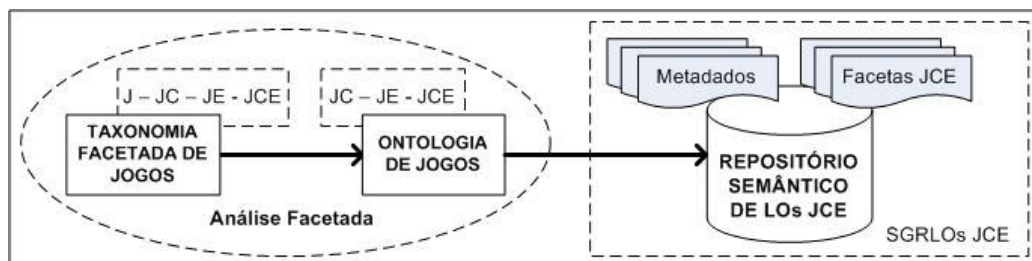 J – JC – JE - JCE
TAXONOMIA
FACETADA DE
JOGOS
JC – JE - JCE
ONTOLOGIA
DE JOGOS
Análise Facetada
Metadados
Facetas JCE
REPOSITÓRIO
SEMÂNTICO
DE LOs JCE
SGRLOs JCE